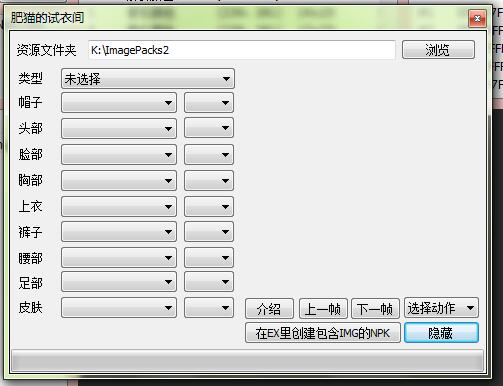 肥猫的试衣间
资源文件夹 K:\ImagePacks2 浏览
类型 未选择
帽子
头部
脸部
胸部
上衣
裤子
腰部
足部
皮肤 介绍 上一帧 下一帧 选择动作
在EX里创建包含IMG的NPK 隐藏